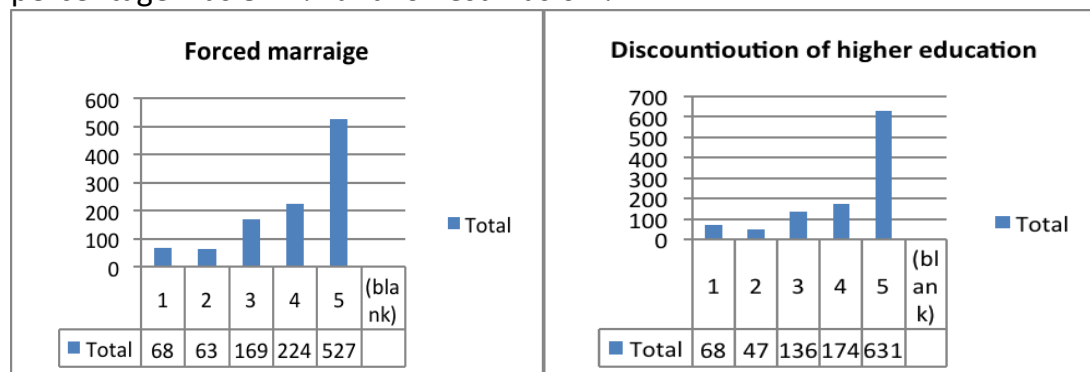 Forced marraige
600
500
400
300
200
100
0
1 2 3 4 5 (bla
nk)
Total 68 63 169 224 527
Total
Discountioution of higher education
700
600
500
400
300
200
100
0
1 2 3 4 5 (bl
an
k)
Total 68 47 136 174 631
Total